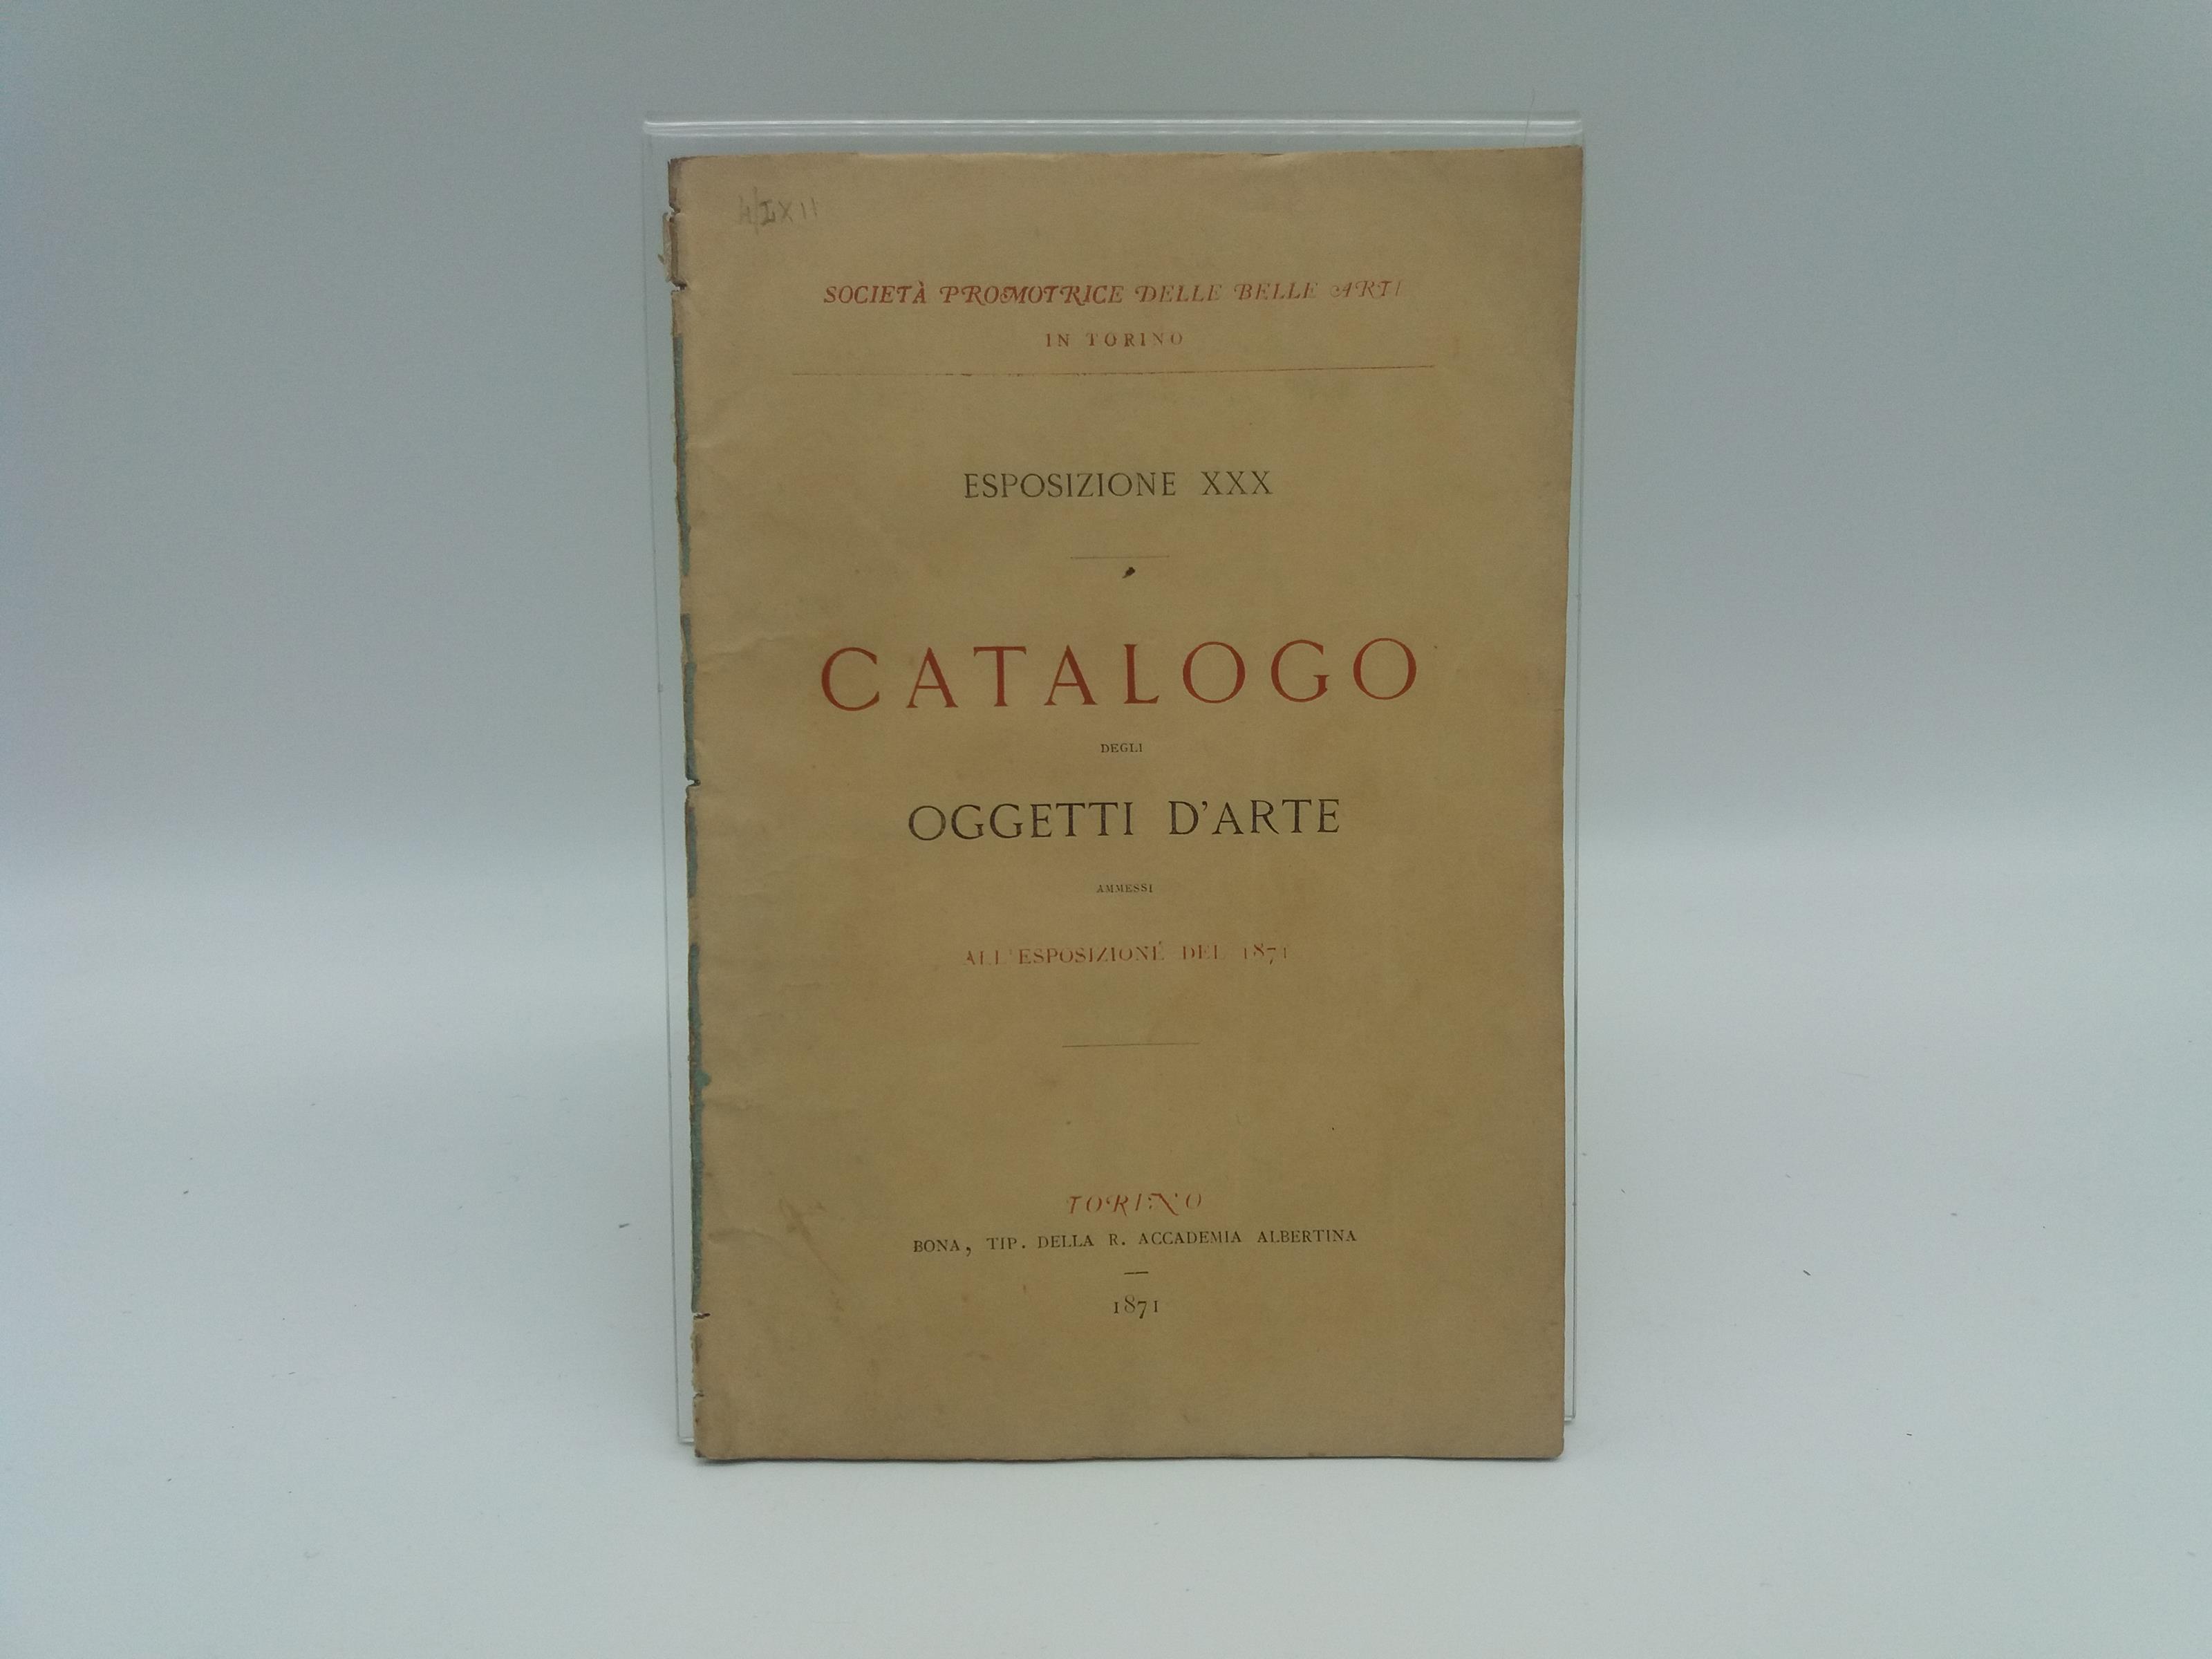 SOCIETÀ PROMOTRICE DELLE BELLE ARTI
IN TORINO
ESPOSIZIONE XXX
CATALOGO
DEGLI
OGGETTI D'ARTE
AMMESSI
ALL'ESPOSIZIONE DEL 1871
TORINO
BONA, TIP. DELLA R. ACCADEMIA ALBERTINA
1871